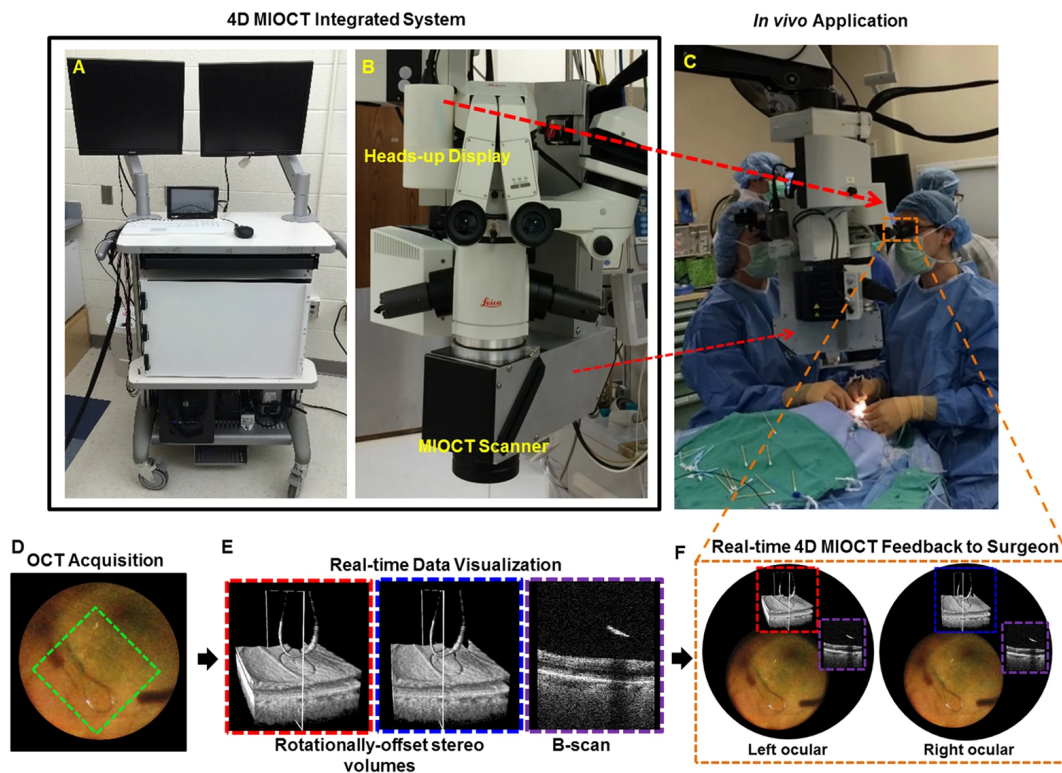 4D MIOCT Integrated System
In vivo Application
A
B
C
Heads-up Display
Leica
MIOCT Scanner
D
OCT Acquisition
E
Real-time Data Visualization
F
Real-time 4D MIOCT Feedback to Surgeon
Rotationally-offset stereo
volumes
B-scan
Left ocular
Right ocular